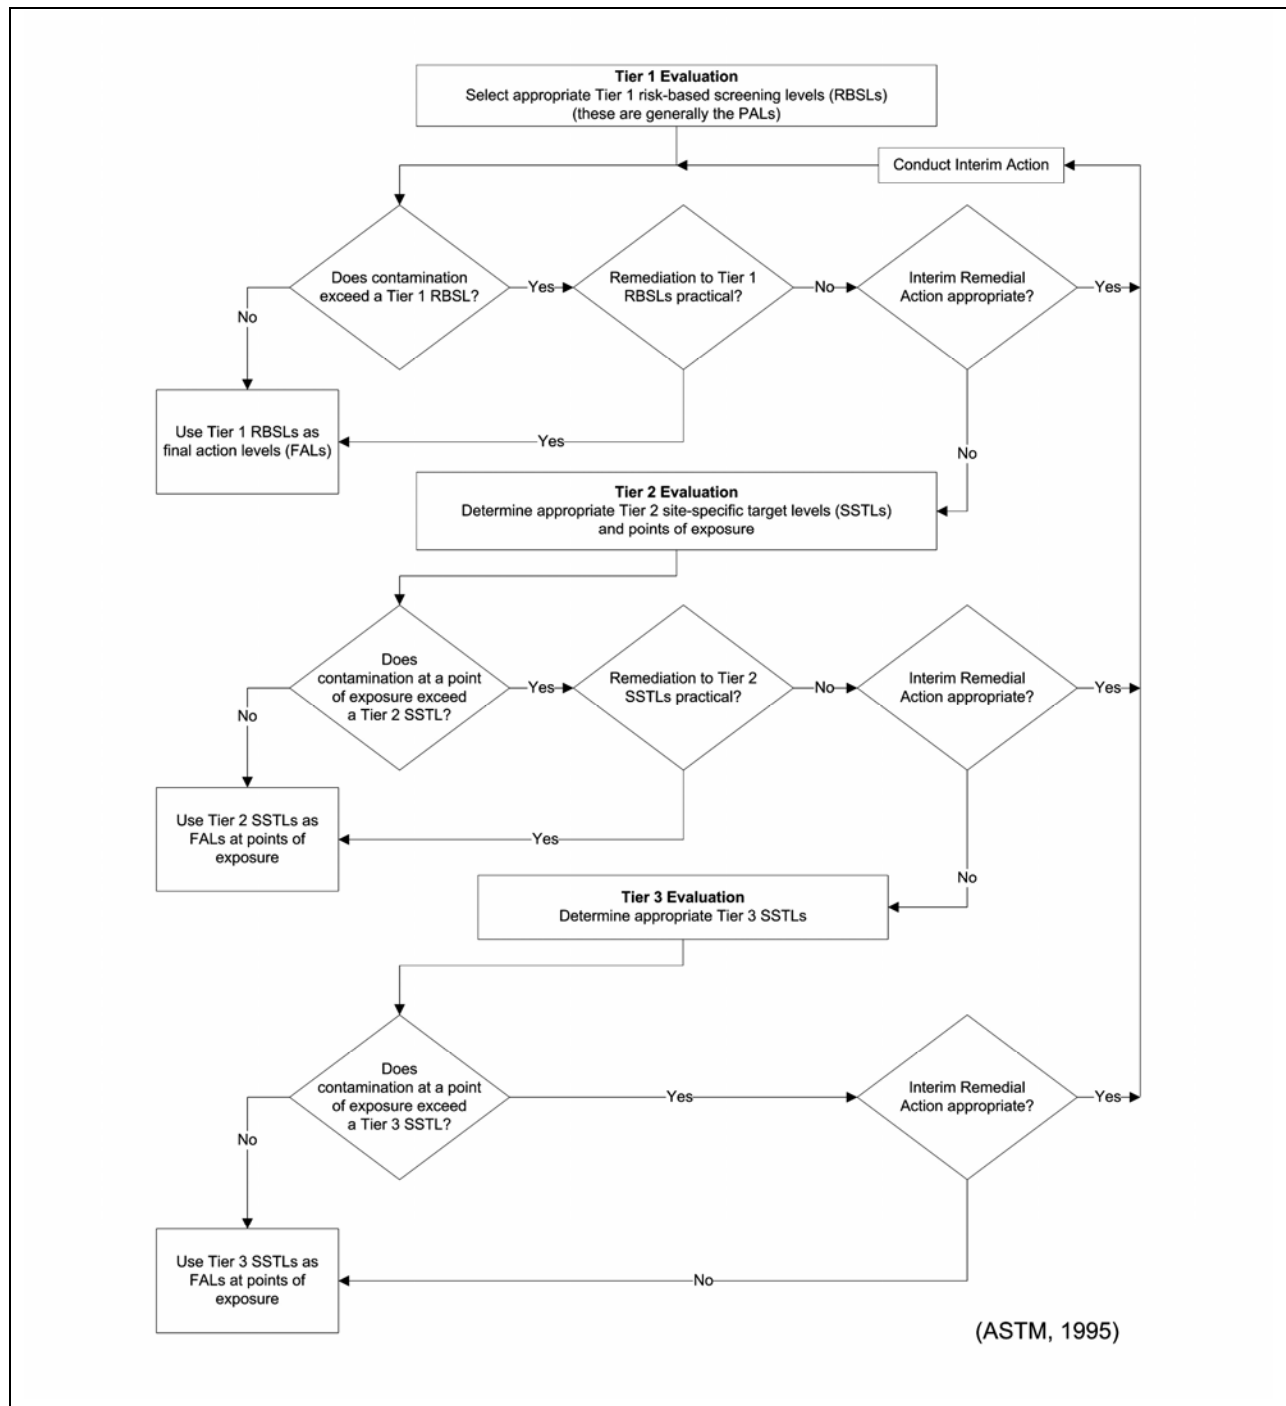 Tier 1 Evaluation
Select appropriate Tier 1 risk-based screening levels (RBSLs)
(these are generally the PALs)
Conduct Interim Action
Does contamination
exceed a Tier 1 RBSL?
Yes
Remediation to Tier 1
RBSLs practical?
No
Interim Remedial
Action appropriate?
Yes
No
Use Tier 1 RBSLs as
final action levels (FALs)
Yes
No
Tier 2 Evaluation
Determine appropriate Tier 2 site-specific target levels (SSTLs)
and points of exposure
Does
contamination at a point
of exposure exceed
a Tier 2 SSTL?
Yes
Remediation to Tier 2
SSTLs practical?
No
Interim Remedial
Action appropriate?
Yes
No
Use Tier 2 SSTLs as
FALs at points of
exposure
Yes
No
Tier 3 Evaluation
Determine appropriate Tier 3 SSTLs
Does
contamination at a point
of exposure exceed
a Tier 3 SSTL?
Yes
Interim Remedial
Action appropriate?
Yes
No
Use Tier 3 SSTLs as
FALs at points of
exposure
No
(ASTM, 1995)